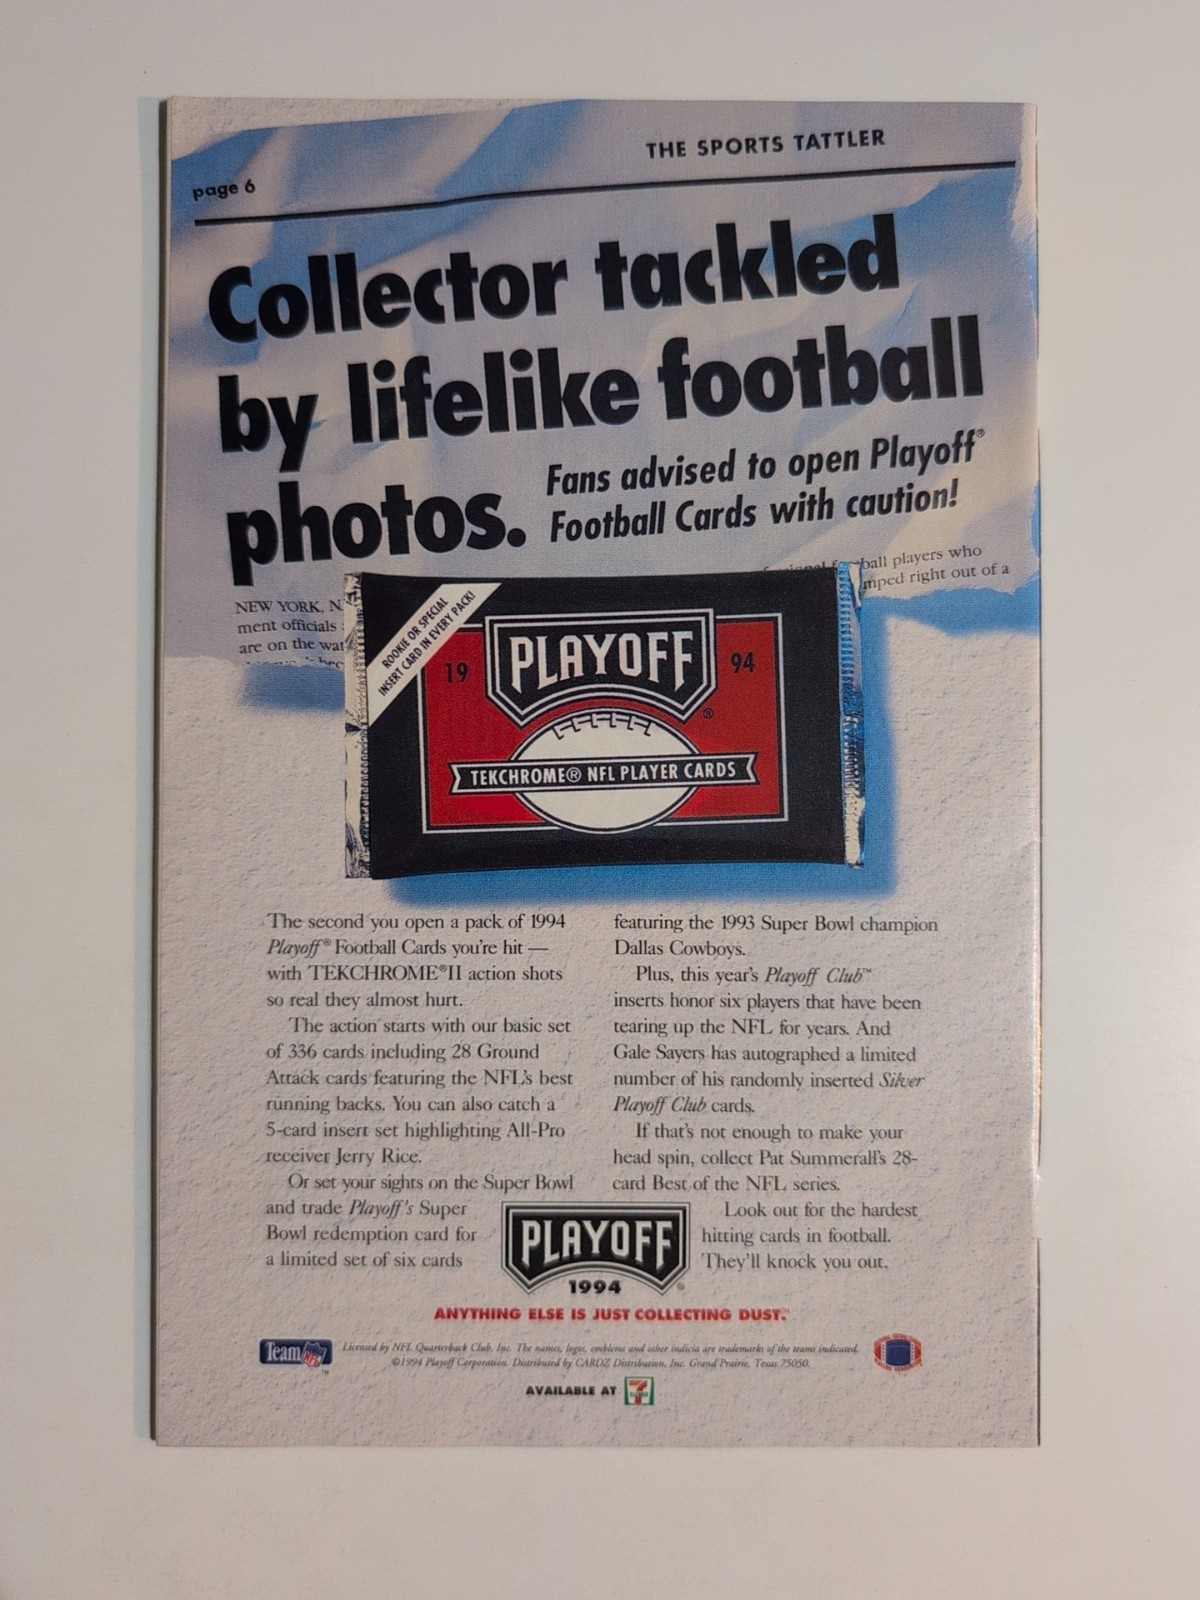 THE SPORTS TATTLER
page 6
Collector tackled
by lifelike football
photos.
Fans advised to open Playoff®
Football Cards with caution!
ball players who
mped right out of a
NEW YORK, N
ment officials
are on the wat
ROOKIE OR SPECIAL
INSERT CARD IN EVERY PACK!
19 PLAYOFF® 94
TEKCHROME® NFL PLAYER CARDS
The second you open a pack of 1994
Playoff® Football Cards you're hit —
with TEKCHROME®II action shots
so real they almost hurt.
The action starts with our basic set
of 336 cards including 28 Ground
Attack cards featuring the NFL's best
running backs. You can also catch a
5-card insert set highlighting All-Pro
receiver Jerry Rice.
Or set your sights on the Super Bowl
and trade Playoff's Super
Bowl redemption card for
a limited set of six cards
featuring the 1993 Super Bowl champion
Dallas Cowboys.
Plus, this year's Playoff Club™
inserts honor six players that have been
tearing up the NFL for years. And
Gale Sayers has autographed a limited
number of his randomly inserted Silver
Playoff Club cards.
If that's not enough to make your
head spin, collect Pat Summerall's 28-
card Best of the NFL series.
Look out for the hardest
hitting cards in football.
They'll knock you out.
PLAYOFF
1994 ®
ANYTHING ELSE IS JUST COLLECTING DUST.™
Team NFL ™
Licensed by NFL Quarterback Club, Inc. The names, logos, emblems and other indicia are trademarks of the teams indicated.
©1994 Playoff Corporation. Distributed by CARDZ Distribution, Inc. Grand Prairie, Texas 75050.
AVAILABLE AT 7 ELEVEN